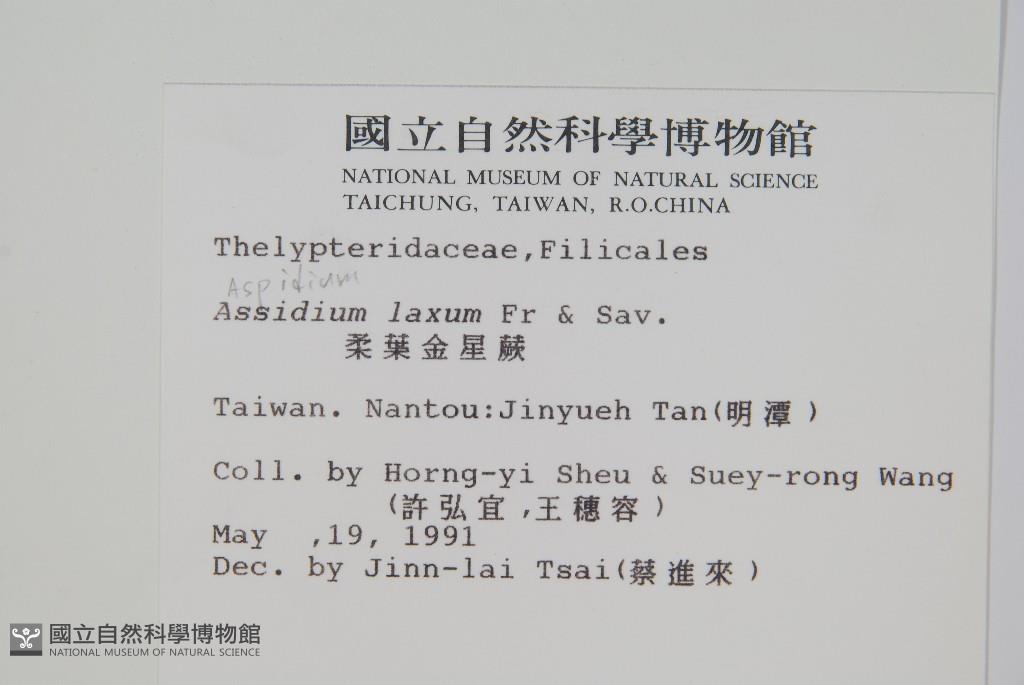 國立自然科學博物館
NATIONAL MUSEUM OF NATURAL SCIENCE
TAICHUNG, TAIWAN, R.O.CHINA
Thelypteridaceae,Filicales
Aspidium
Assidium laxum Fr & Sav.
柔葉金星蕨
Taiwan. Nantou:Jinyueh Tan(明潭)
Coll. by Horng-yi Sheu & Suey-rong Wang
(許弘宜,王穗容)
May ,19, 1991
Dec. by Jinn-lai Tsai(蔡進來)
國立自然科學博物館
NATIONAL MUSEUM OF NATURAL SCIENCE